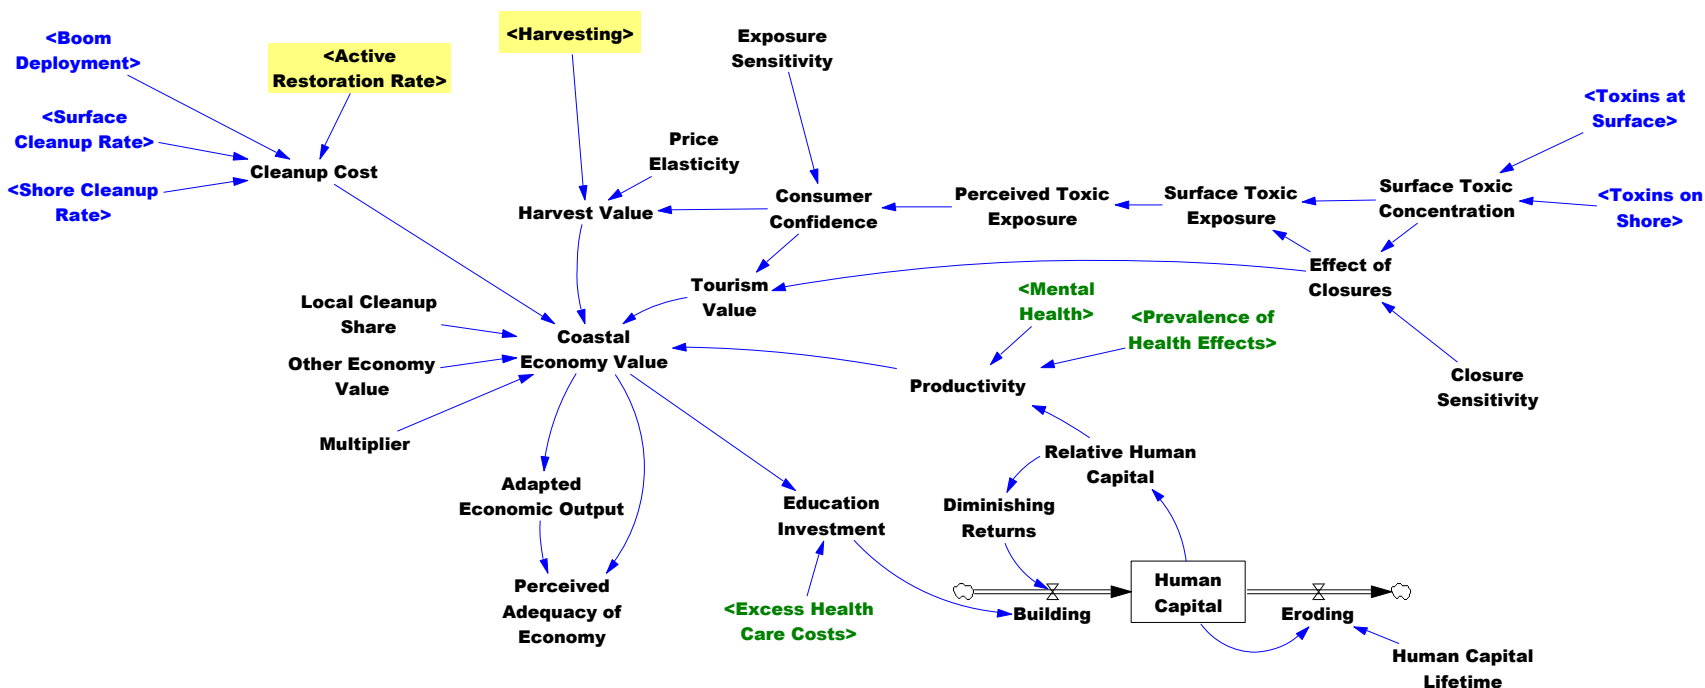 <Boom
Deployment>
<Active
Restoration Rate>
<Harvesting>
Exposure
Sensitivity
<Toxins at
Surface>
<Surface
Cleanup Rate>
Price
Elasticity
Cleanup Cost
<Shore Cleanup
Rate>
Harvest Value
Consumer
Confidence
Perceived Toxic
Exposure
Surface Toxic
Exposure
Surface Toxic
Concentration
<Toxins on
Shore>
Effect of
Closures
Tourism
Value
<Mental
Health>
<Prevalence of
Health Effects>
Local Cleanup
Share
Coastal
Economy Value
Other Economy
Value
Productivity
Closure
Sensitivity
Multiplier
Relative Human
Capital
Adapted
Economic Output
Education
Investment
Diminishing
Returns
Perceived
Adequacy of
Economy
<Excess Health
Care Costs>
Building
Human
Capital
Eroding
Human Capital
Lifetime